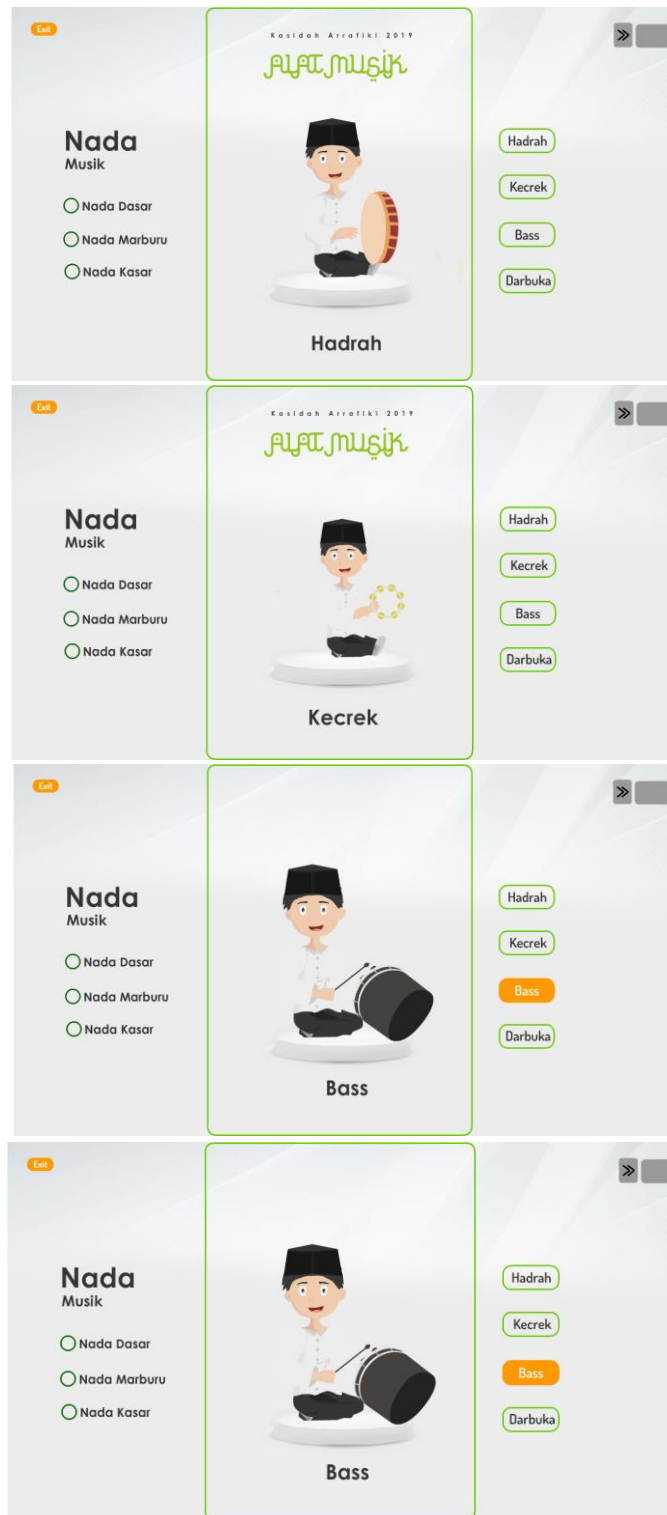 Exit
Kasidah Arrafiki 2019
ALAT MUSIK
Nada
Musik
Nada Dasar
Nada Marburu
Nada Kasar
Hadrah
Hadrah
Kecrek
Bass
Darbuka
Exit
Kasidah Arrafiki 2019
ALAT MUSIK
Nada
Musik
Nada Dasar
Nada Marburu
Nada Kasar
Kecrek
Hadrah
Kecrek
Bass
Darbuka
Exit
Nada
Musik
Nada Dasar
Nada Marburu
Nada Kasar
Bass
Hadrah
Kecrek
Bass
Darbuka
Exit
Nada
Musik
Nada Dasar
Nada Marburu
Nada Kasar
Bass
Hadrah
Kecrek
Bass
Darbuka